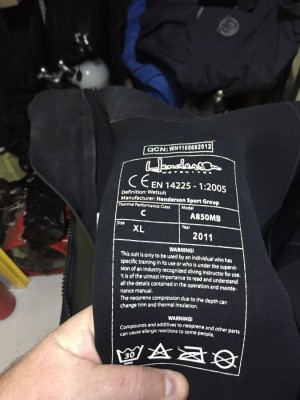 QCN: WN1106682012
Henderson
WETSUITES
CE EN 14225 - 1:2005
Definition: Wetsuit
Manufacturer: Henderson Sport Group
Thermal Performance Class
C
Model
A850MB
Size
XL
Year
2011
WARNING!
This suit is only to be used by an individual who has
specific training in its use or who is under the supervi-
tion of an industry recognized diving instructor for use.
It is of the utmost importance to read and understand
all the details contained in the operation and mainte-
nance manual.
The neoprene compression due to the depth can
change trim and thermal insulation.
WARNING!
Compounds and additives to neoprene and other parts
can cause allergic reactions to some people.
30